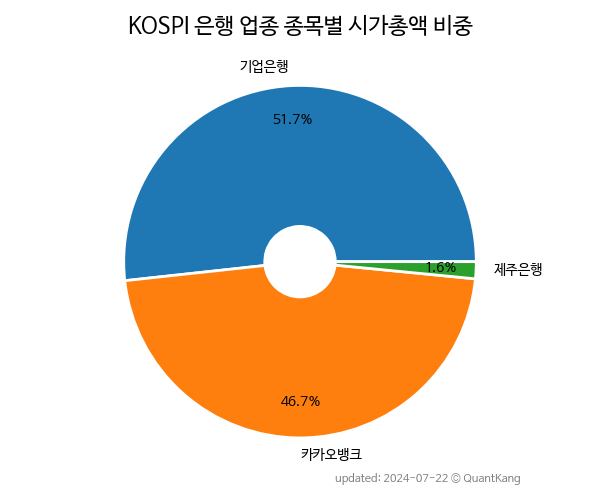 KOSPI 은행 업종 종목별 시가총액 비중
기업은행
51.7%
1.6%
제주은행
46.7%
카카오뱅크
updated: 2024-07-22 © QuantKang